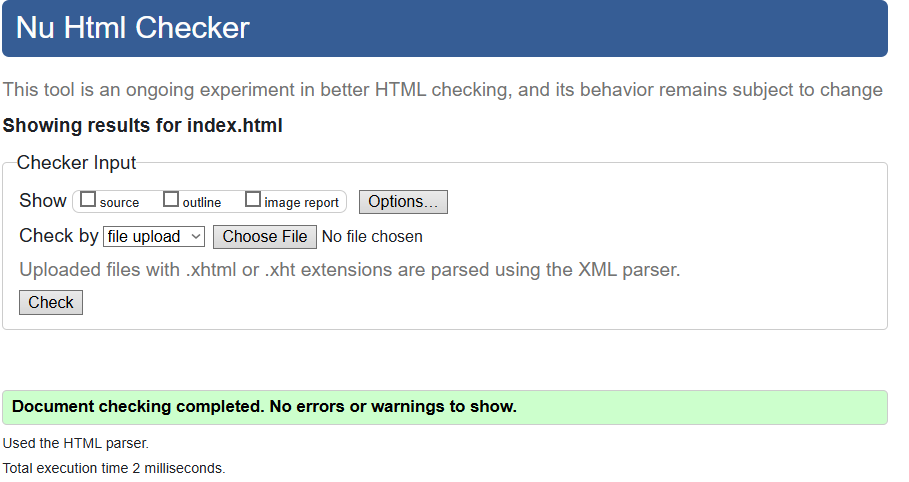 Nu Html Checker
This tool is an ongoing experiment in better HTML checking, and its behavior remains subject to change
Showing results for index.html
Checker Input
Show source outline image report Options...
Check by file upload Choose File No file chosen
Uploaded files with .xhtml or .xht extensions are parsed using the XML parser.
Check
Document checking completed. No errors or warnings to show.
Used the HTML parser.
Total execution time 2 milliseconds.